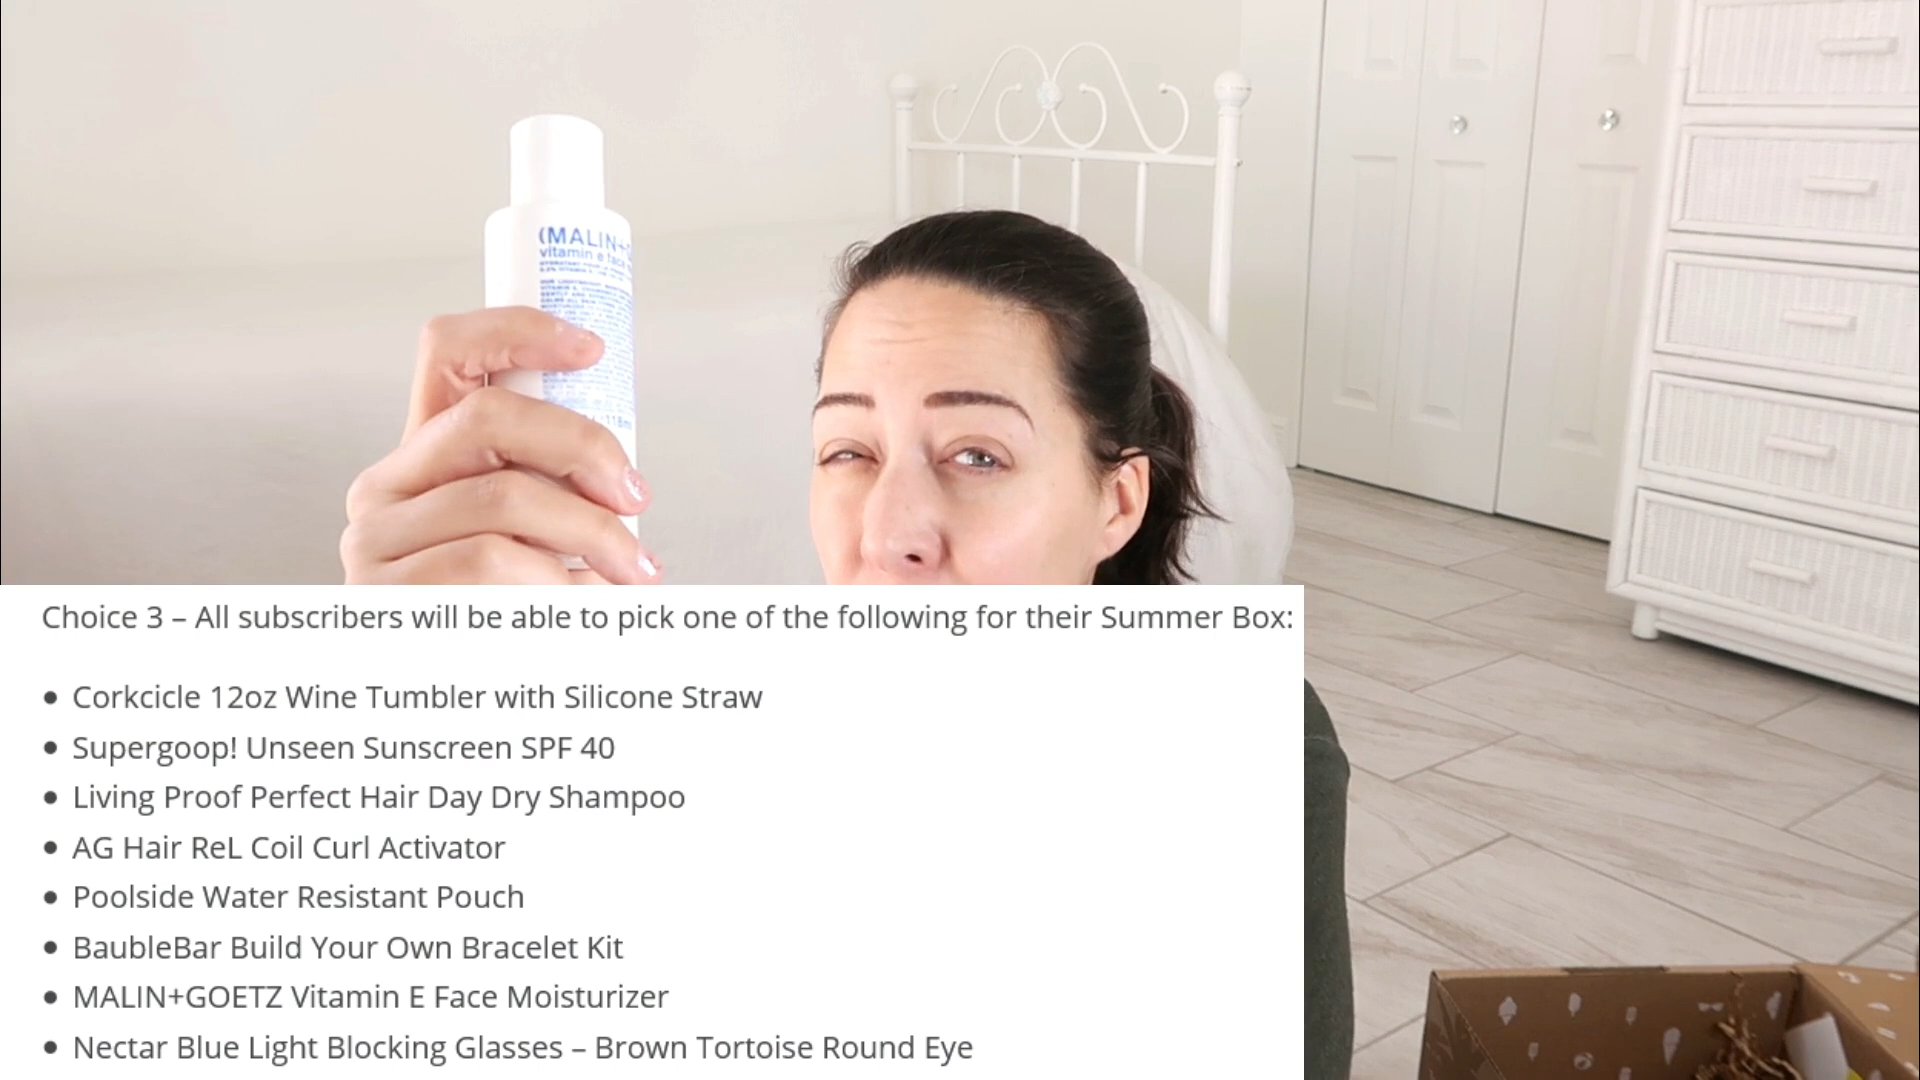 (MALIN+
vitamin e face
118ml
Choice 3 – All subscribers will be able to pick one of the following for their Summer Box:
• Corkcicle 12oz Wine Tumbler with Silicone Straw
• Supergoop! Unseen Sunscreen SPF 40
• Living Proof Perfect Hair Day Dry Shampoo
• AG Hair ReL Coil Curl Activator
• Poolside Water Resistant Pouch
• BaubleBar Build Your Own Bracelet Kit
• MALIN+GOETZ Vitamin E Face Moisturizer
• Nectar Blue Light Blocking Glasses – Brown Tortoise Round Eye